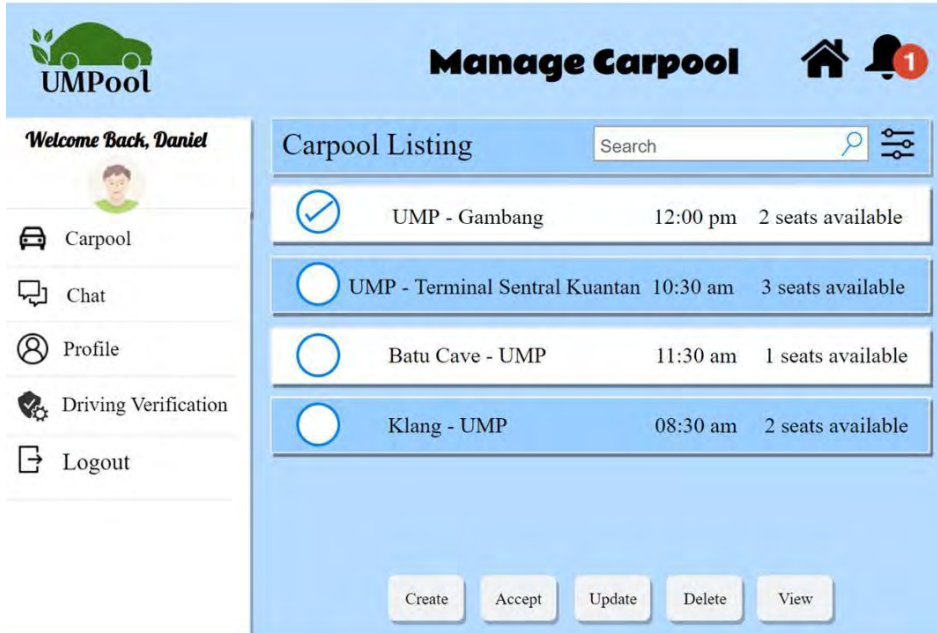 UMPool
Manage Carpool
1
Welcome Back, Daniel
Carpool
Chat
Profile
Driving Verification
Logout
Carpool Listing
Search
UMP - Gambang 12:00 pm 2 seats available
UMP - Terminal Sentral Kuantan 10:30 am 3 seats available
Batu Cave - UMP 11:30 am 1 seats available
Klang - UMP 08:30 am 2 seats available
Create Accept Update Delete View